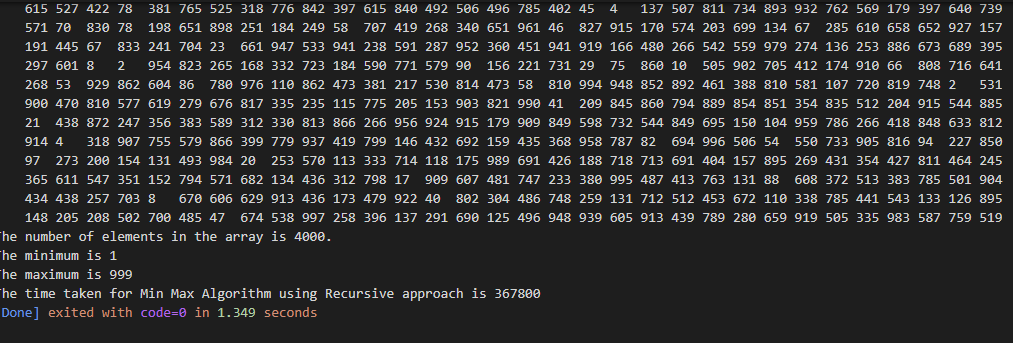 615 527 422 78 381 765 525 318 776 842 397 615 840 492 506 496 785 402 45 4 137 507 811 734 893 932 762 569 179 397 640 739
571 70 830 78 198 651 898 251 184 249 58 707 419 268 340 651 961 46 827 915 170 574 203 699 134 67 285 610 658 652 927 157
191 445 67 833 241 704 23 661 947 533 941 238 591 287 952 360 451 941 919 166 480 266 542 559 979 274 136 253 886 673 689 395
297 601 8 2 954 823 265 168 332 723 184 590 771 579 90 156 221 731 29 75 860 10 505 902 705 412 174 910 66 808 716 641
268 53 929 862 604 86 780 976 110 862 473 381 217 530 814 473 58 810 994 948 852 892 461 388 810 581 107 720 819 748 2 531
900 470 810 577 619 279 676 817 335 235 115 775 205 153 903 821 990 41 209 845 860 794 889 854 851 354 835 512 204 915 544 885
21 438 872 247 356 383 589 312 330 813 866 266 956 924 915 179 909 849 598 732 544 849 695 150 104 959 786 266 418 848 633 812
914 4 318 907 755 579 866 399 779 937 419 799 146 432 692 159 435 368 958 787 82 694 996 506 54 550 733 905 816 94 227 850
97 273 200 154 131 493 984 20 253 570 113 333 714 118 175 989 691 426 188 718 713 691 404 157 895 269 431 354 427 811 464 245
365 611 547 351 152 794 571 682 134 436 312 798 17 909 607 481 747 233 380 995 487 413 763 131 88 608 372 513 383 785 501 904
434 438 257 703 8 670 606 629 913 436 173 479 922 40 802 304 486 748 259 131 712 512 453 672 110 338 785 441 543 133 126 895
148 205 208 502 700 485 47 674 538 997 258 396 137 291 690 125 496 948 939 605 913 439 789 280 659 919 505 335 983 587 759 519
The number of elements in the array is 4000.
The minimum is 1
The maximum is 999
The time taken for Min Max Algorithm using Recursive approach is 367800
[Done] exited with code=0 in 1.349 seconds